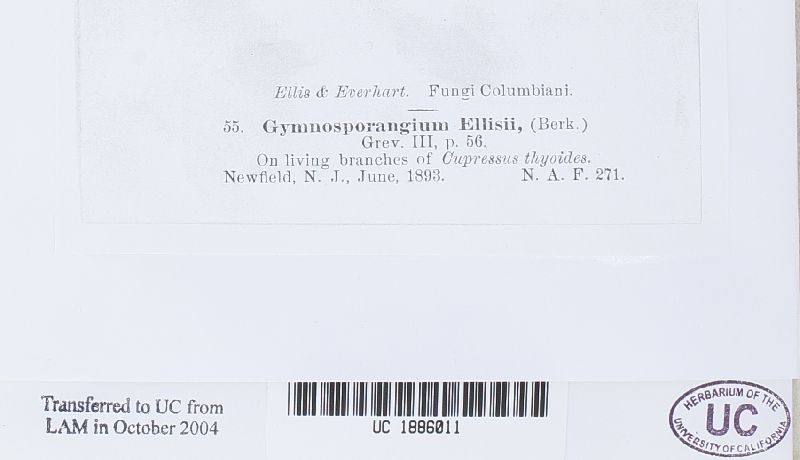 Ellis & Everhart. Fungi Columbiani.
55. Gymnosporangium Ellisii, (Berk.)
Grev. III, p. 56.
On living branches of Cupressus thyoides.
Newfield, N. J., June, 1893. N. A. F. 271.
Transferred to UC from
LAM in October 2004
UC 1886011
HERBARIUM OF THE
UC
UNIVERSITY OF CALIFORNIA